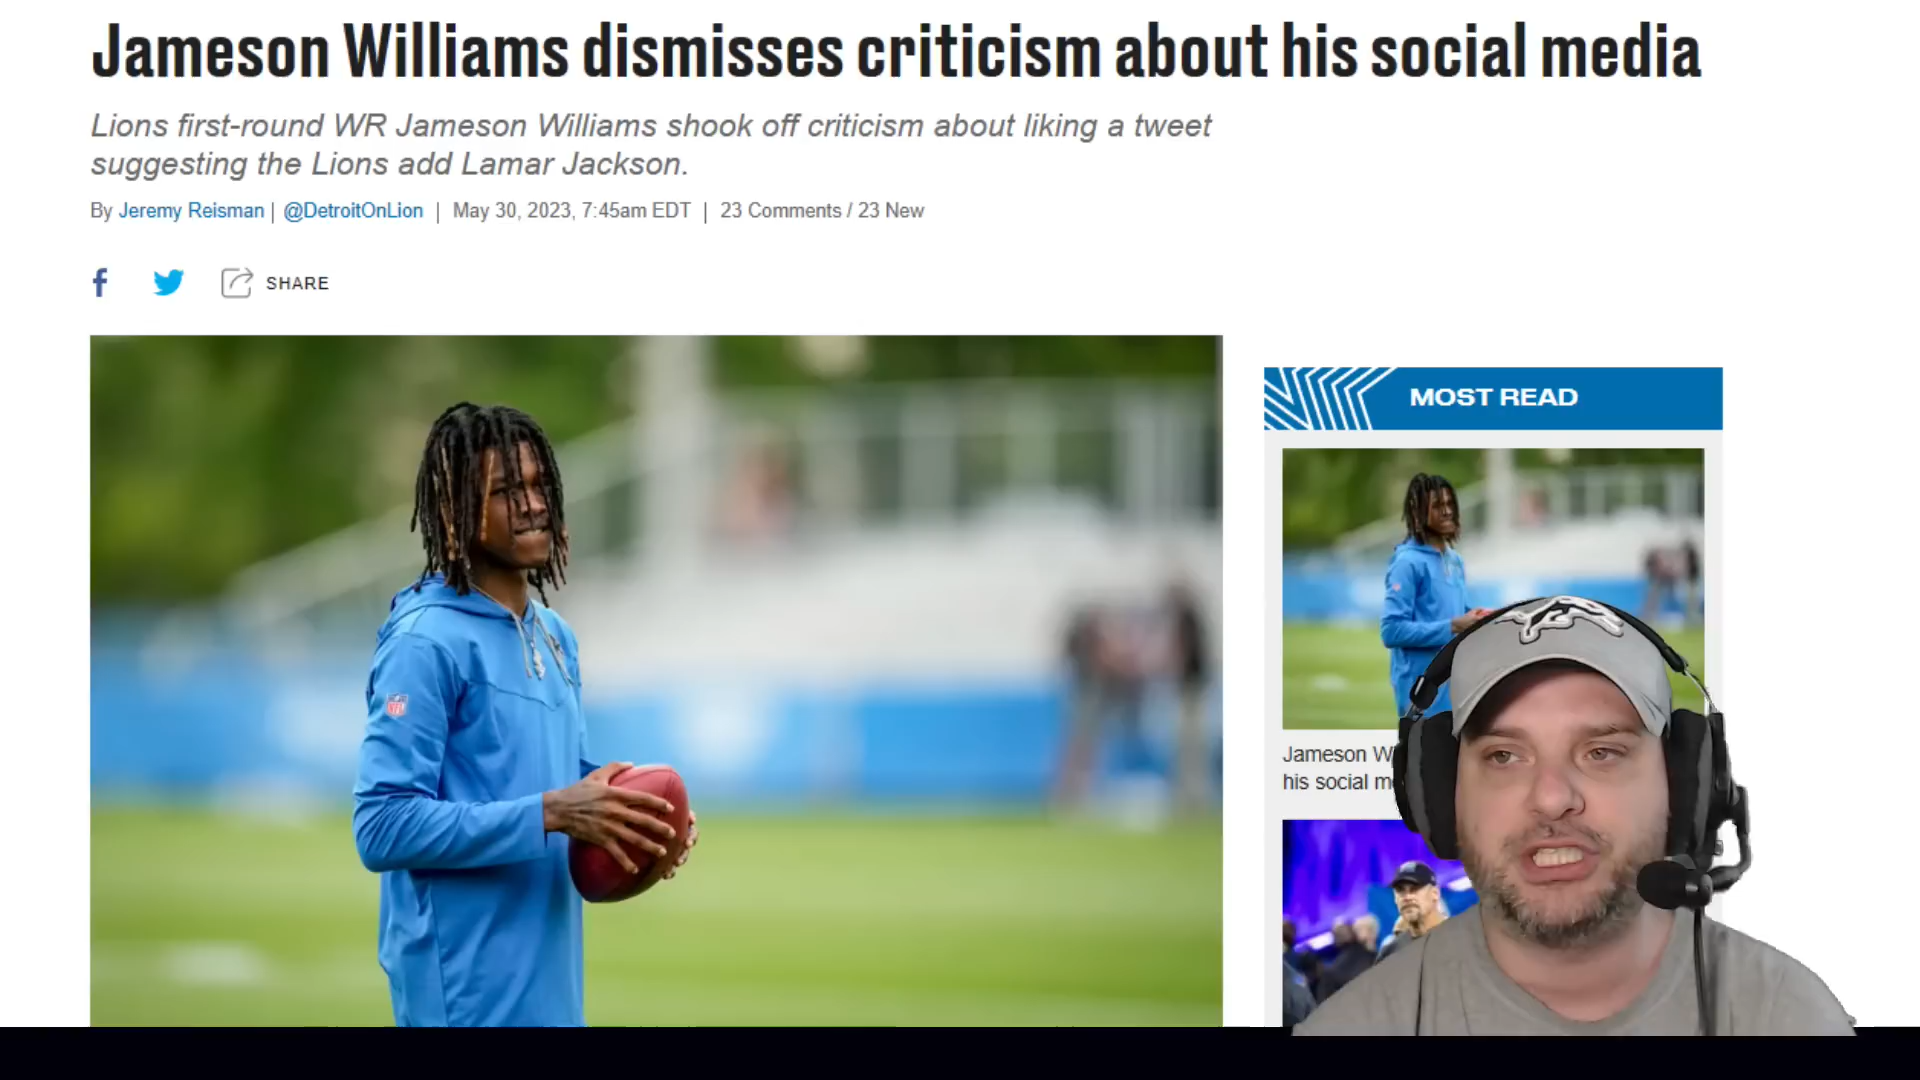 Jameson Williams dismisses criticism about his social media
Lions first-round WR Jameson Williams shook off criticism about liking a tweet
suggesting the Lions add Lamar Jackson.
By Jeremy Reisman | @DetroitOnLion | May 30, 2023, 7:45am EDT | 23 Comments / 23 New
SHARE
MOST READ
NFL
Jameson W
his social m